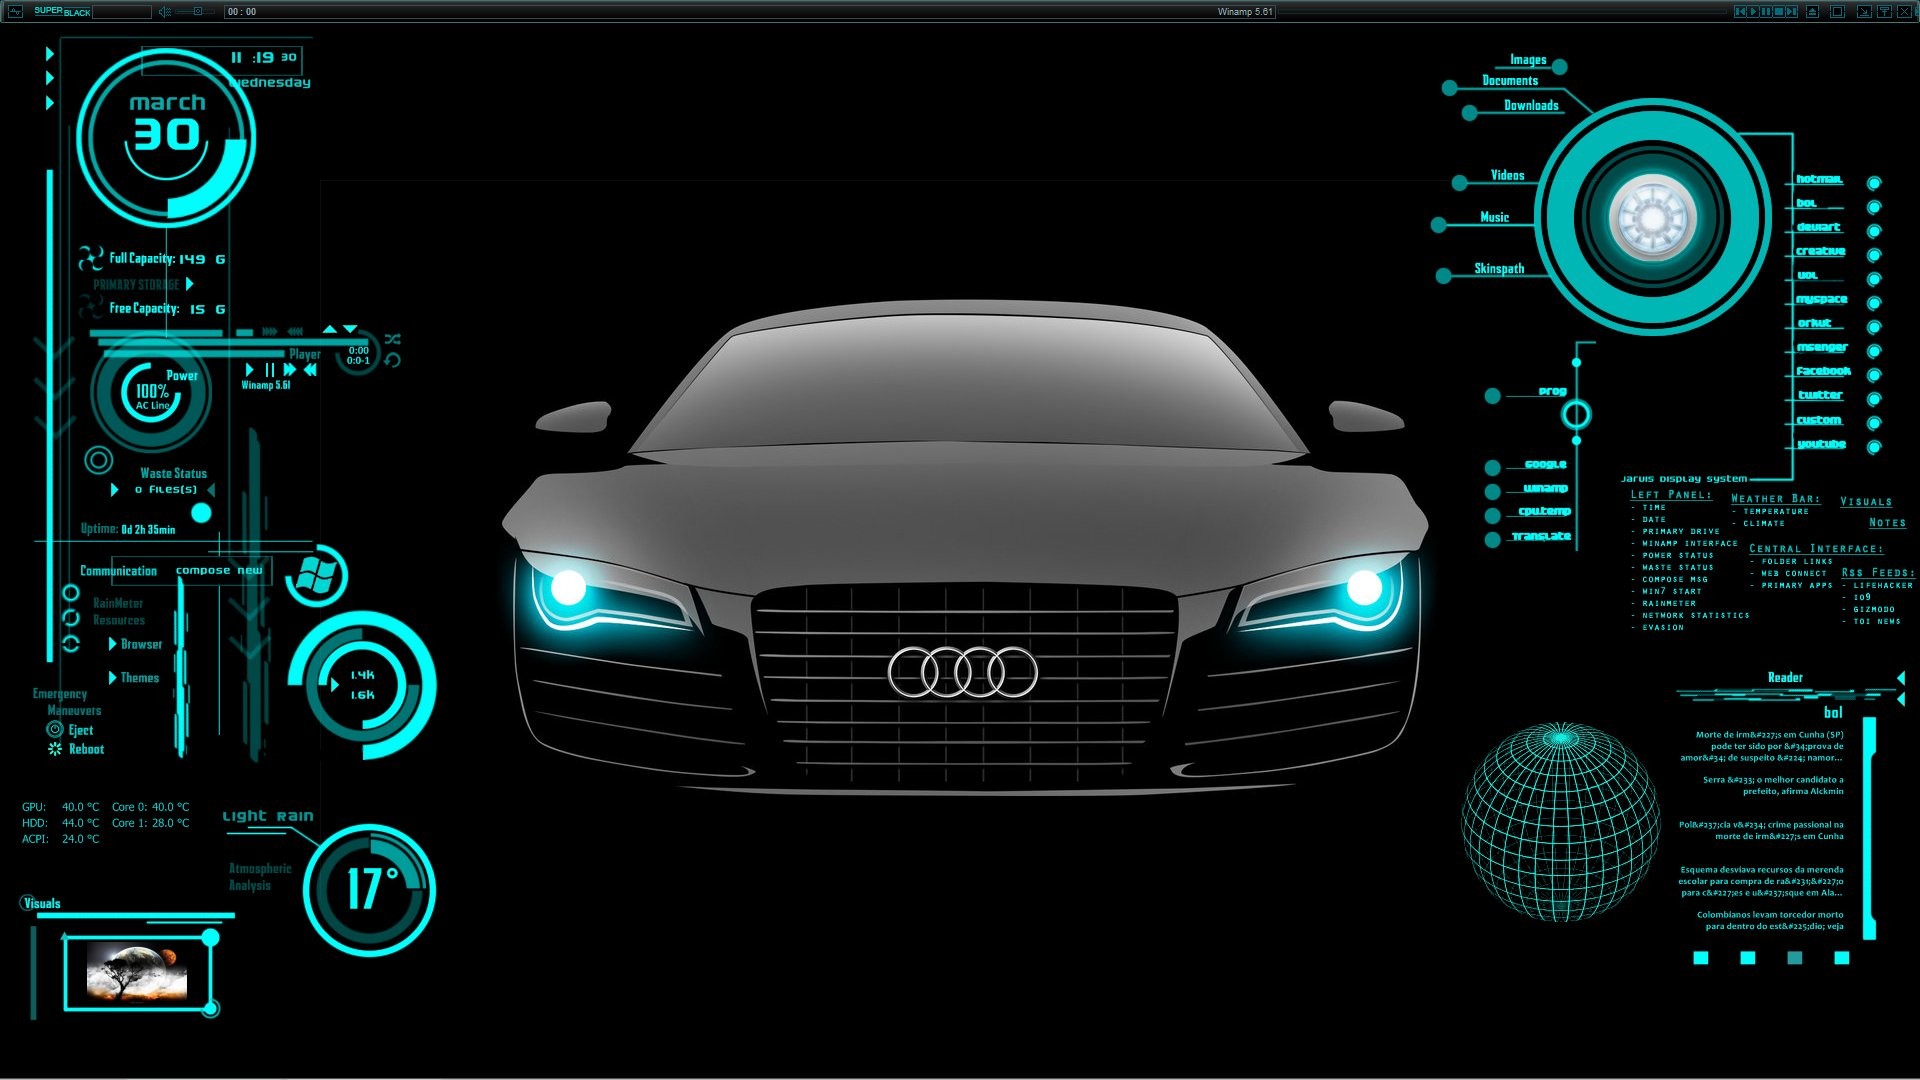 SUPER BLACK
00 : 00
Winamp 5.61
11 :19 30
wednesday
march
30
Full Capacity: 149 G
PRIMARY STORAGE
Free Capacity: 15 G
Player
0:00
0:0-1
Winamp 5.61
Power
100%
AC Line
Waste Status
0 Files(s)
Uptime: 0d 2h 35min
Communication
compose new
RainMeter
Resources
Browser
Themes
1.4k
1.6k
Emergency
Maneuvers
Eject
Reboot
GPU: 40.0 °C Core 0: 40.0 °C
HDD: 44.0 °C Core 1: 28.0 °C
ACPI: 24.0 °C
Light Rain
Atmospheric
Analysis
17°
Visuals
Images
Documents
Downloads
Videos
Music
Skinspath
hotmail
bol
deviart
creative
uol
myspace
orkut
msenger
Facebook
twitter
custom
youtube
prog
Google
winamp
cpu.temp
Translate
Jarvis Display System
LEFT PANEL:
- TIME
- DATE
- PRIMARY DRIVE
- WINAMP INTERFACE
- POWER STATUS
- WASTE STATUS
- COMPOSE MSG
- WIN7 START
- RAINMETER
- NETWORK STATISTICS
- EVASION
WEATHER BAR:
- TEMPERATURE
- CLIMATE
VISUALS
NOTES
CENTRAL INTERFACE:
- FOLDER LINKS
- WEB CONNECT
- PRIMARY APPS
RSS FEEDS:
- LIFEHACKER
- IO9
- GIZMODO
- TOI NEWS
Reader
bol
Morte de irm&#227;s em Cunha (SP)
pode ter sido por &#34;prova de
amor&#34; de suspeito &#224; namor...
Serra &#233; o melhor candidato a
prefeito, afirma Alckmin
Pol&#237;cia v&#234; crime passional na
morte de irm&#227;s em Cunha
Esquema desviava recursos da merenda
escolar para compra de ra&#231;&#227;o
para c&#227;es e u&#237;sque em Ala...
Colombianos levam torcedor morto
para dentro do est&#225;dio; veja